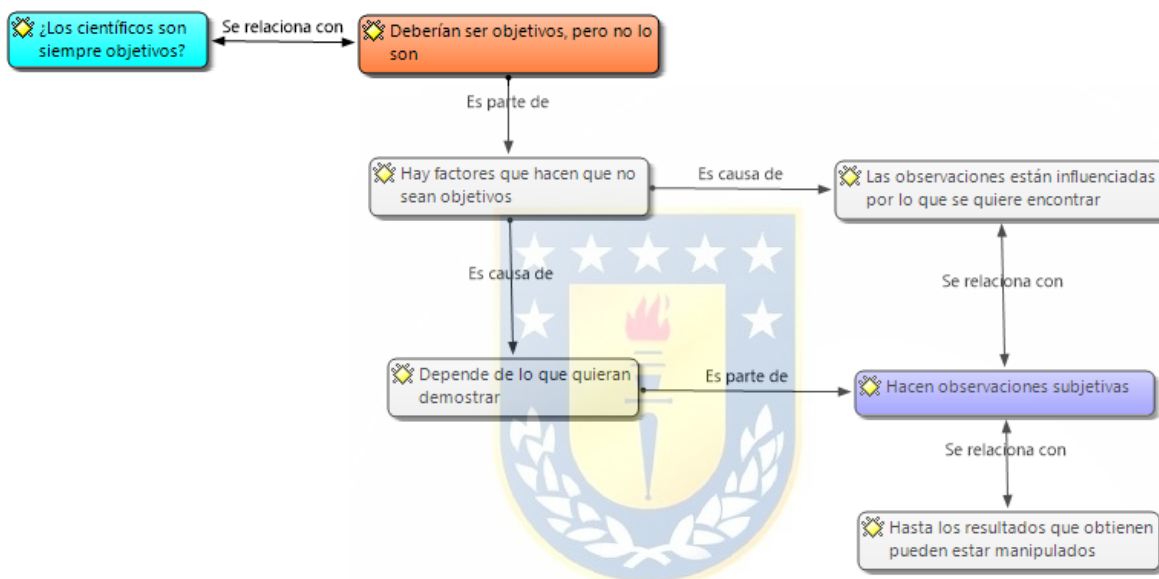 ¿Los científicos son
siempre objetivos?
Se relaciona con
Deberían ser objetivos, pero no lo
son
Es parte de
Hay factores que hacen que no
sean objetivos
Es causa de
Las observaciones están influenciadas
por lo que se quiere encontrar
Es causa de
Se relaciona con
Depende de lo que quieran
demostrar
Es parte de
Hacen observaciones subjetivas
Se relaciona con
Hasta los resultados que obtienen
pueden estar manipulados